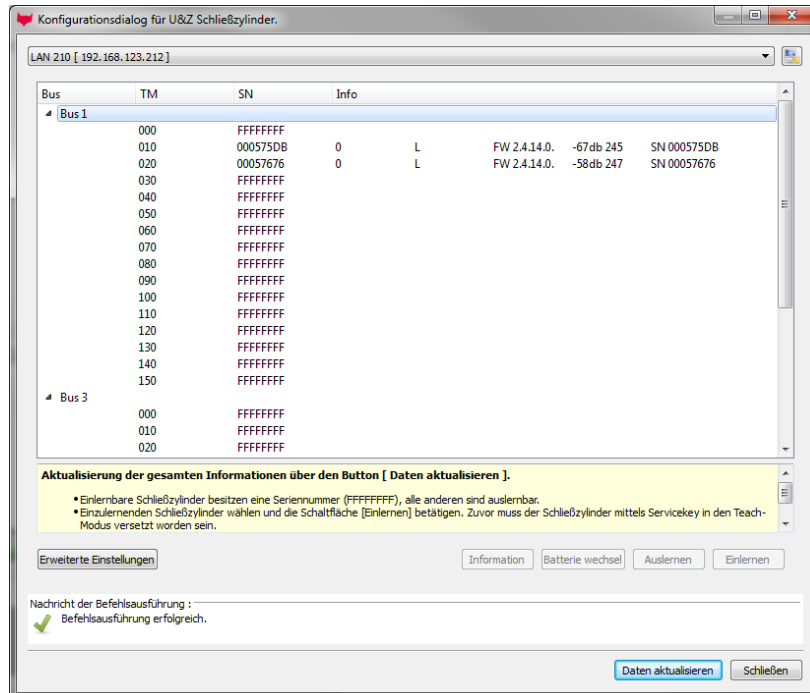 Konfigurationsdialog für U&Z Schließzylinder.
LAN 210 [ 192.168.123.212 ]
Bus TM SN Info
Bus 1
000 FFFFFFFF
010 000575DB 0 L FW 2.4.14.0. -67db 245 SN 000575DB
020 00057676 0 L FW 2.4.14.0. -58db 247 SN 00057676
030 FFFFFFFF
040 FFFFFFFF
050 FFFFFFFF
060 FFFFFFFF
070 FFFFFFFF
080 FFFFFFFF
090 FFFFFFFF
100 FFFFFFFF
110 FFFFFFFF
120 FFFFFFFF
130 FFFFFFFF
140 FFFFFFFF
150 FFFFFFFF
Bus 3
000 FFFFFFFF
010 FFFFFFFF
020 FFFFFFFF
Aktualisierung der gesamten Informationen über den Button [ Daten aktualisieren ].
• Einlernbare Schließzylinder besitzen eine Seriennummer (FFFFFFFF), alle anderen sind auslernbar.
• Einzulernenden Schließzylinder wählen und die Schaltfläche [Einlernen] betätigen. Zuvor muss der Schließzylinder mittels Servicekey in den Teach-
Modus versetzt worden sein.
Erweiterte Einstellungen Information Batterie wechsel Auslernen Einlernen
Nachricht der Befehlsausführung :
Befehlsausführung erfolgreich.
Daten aktualisieren Schließen